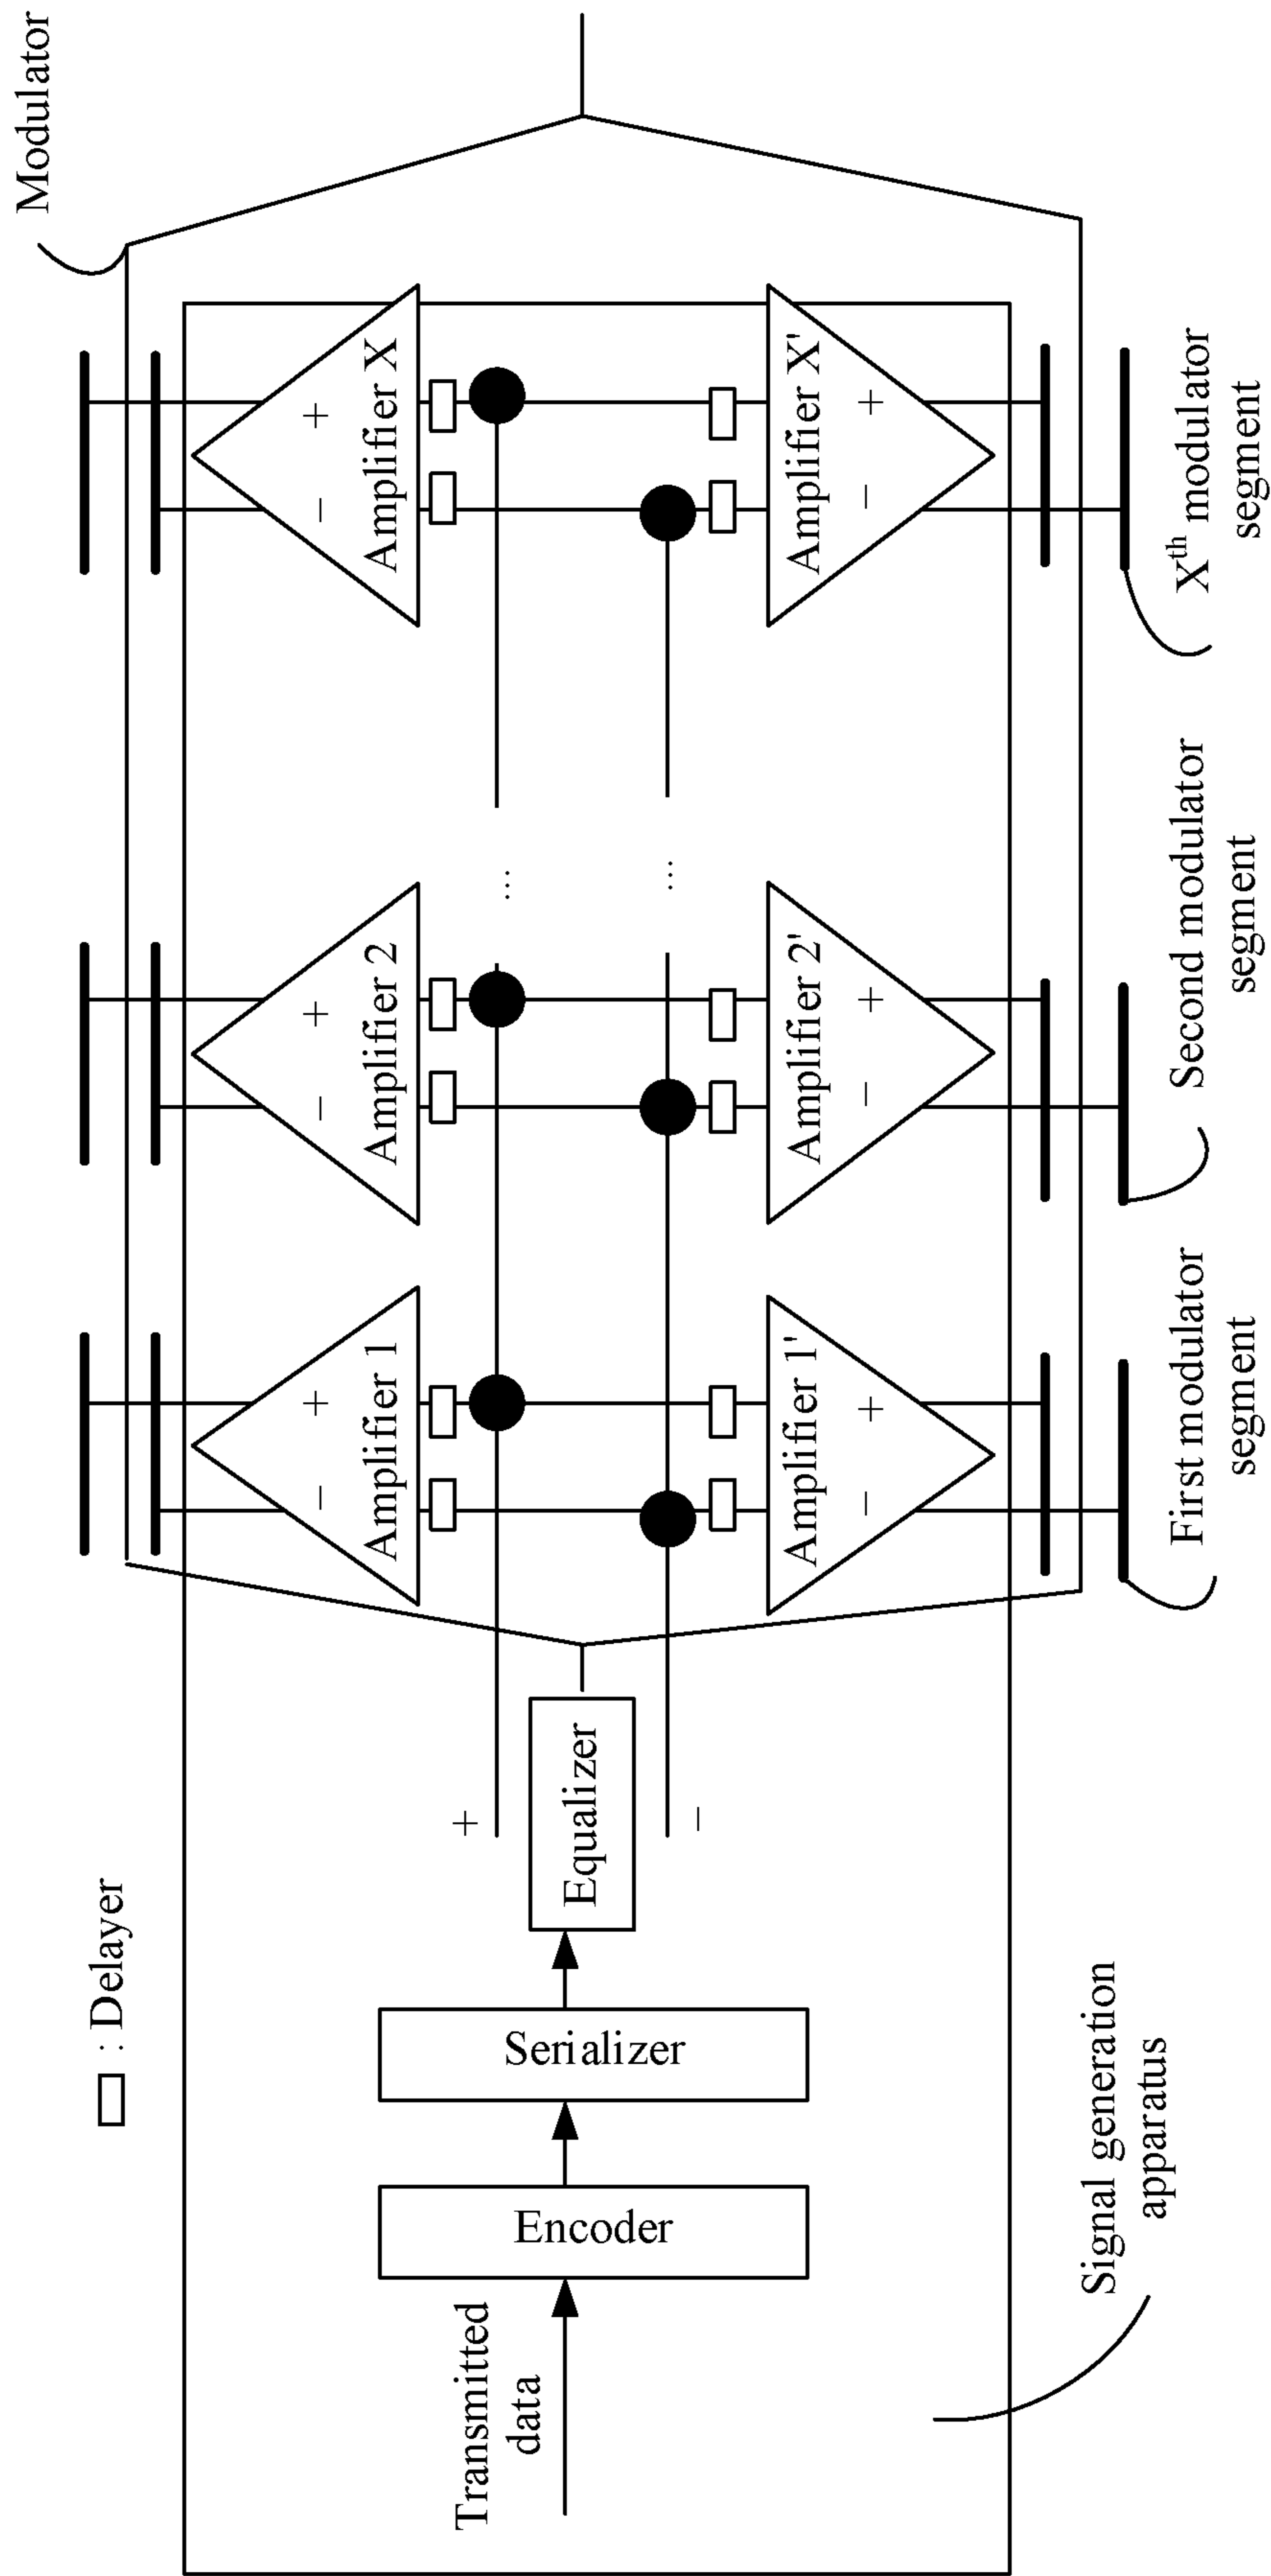 Modulator
□ : Delayer
Transmitted
data
Encoder
Serializer
Equalizer
+
−
− +
Amplifier 1
− +
Amplifier 2
− +
Amplifier X
...
...
Amplifier 1'
− +
Amplifier 2'
− +
Amplifier X'
− +
Signal generation
apparatus
First modulator
segment
Second modulator
segment
Xth modulator
segment